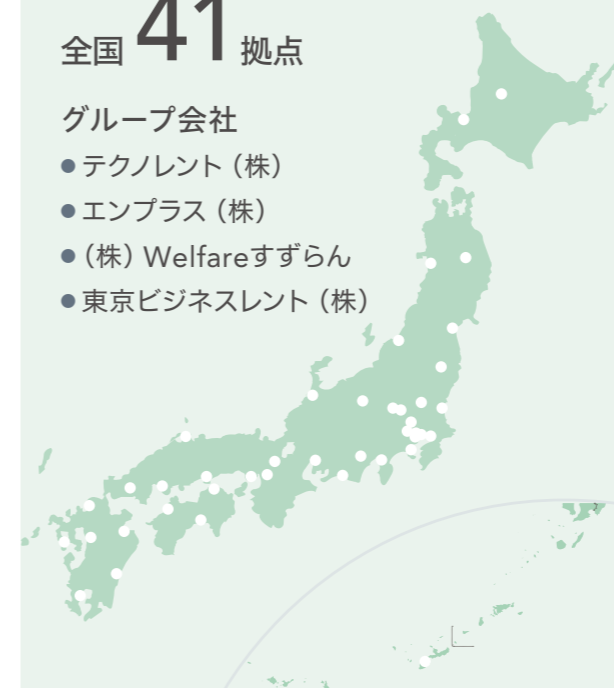 全国 41 拠点
グループ会社
● テクノレント（株）
● エンプラス（株）
●（株）Welfareすずらん
● 東京ビジネスレント（株）